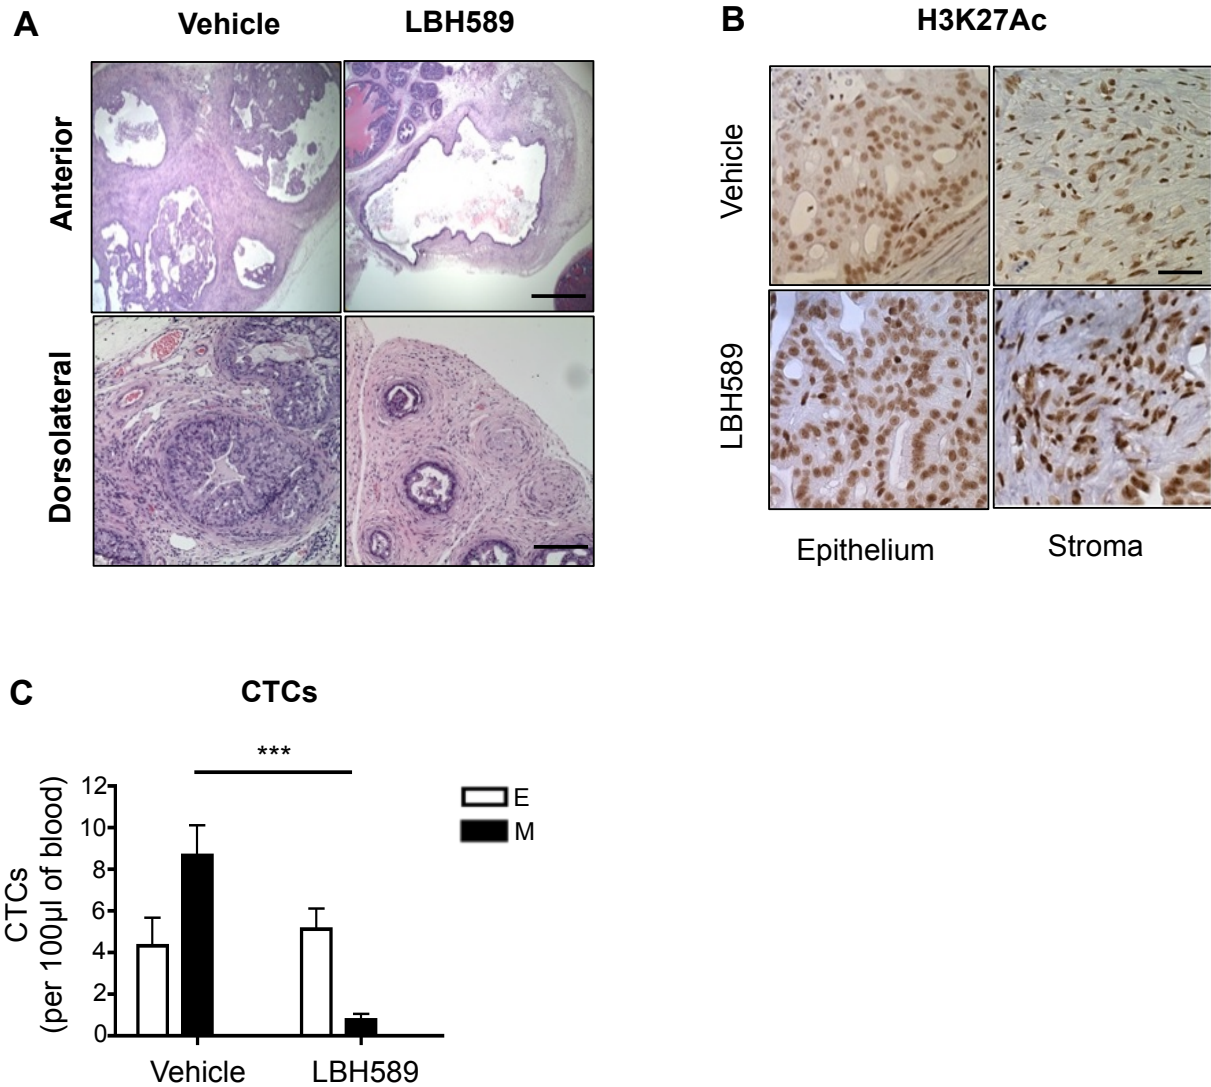 A
Vehicle
LBH589
Anterior
Dorsolateral
B
H3K27Ac
Vehicle
LBH589
Epithelium
Stroma
C
CTCs
***
CTCs
(per 100µl of blood)
12
10
8
6
4
2
0
E
M
Vehicle
LBH589